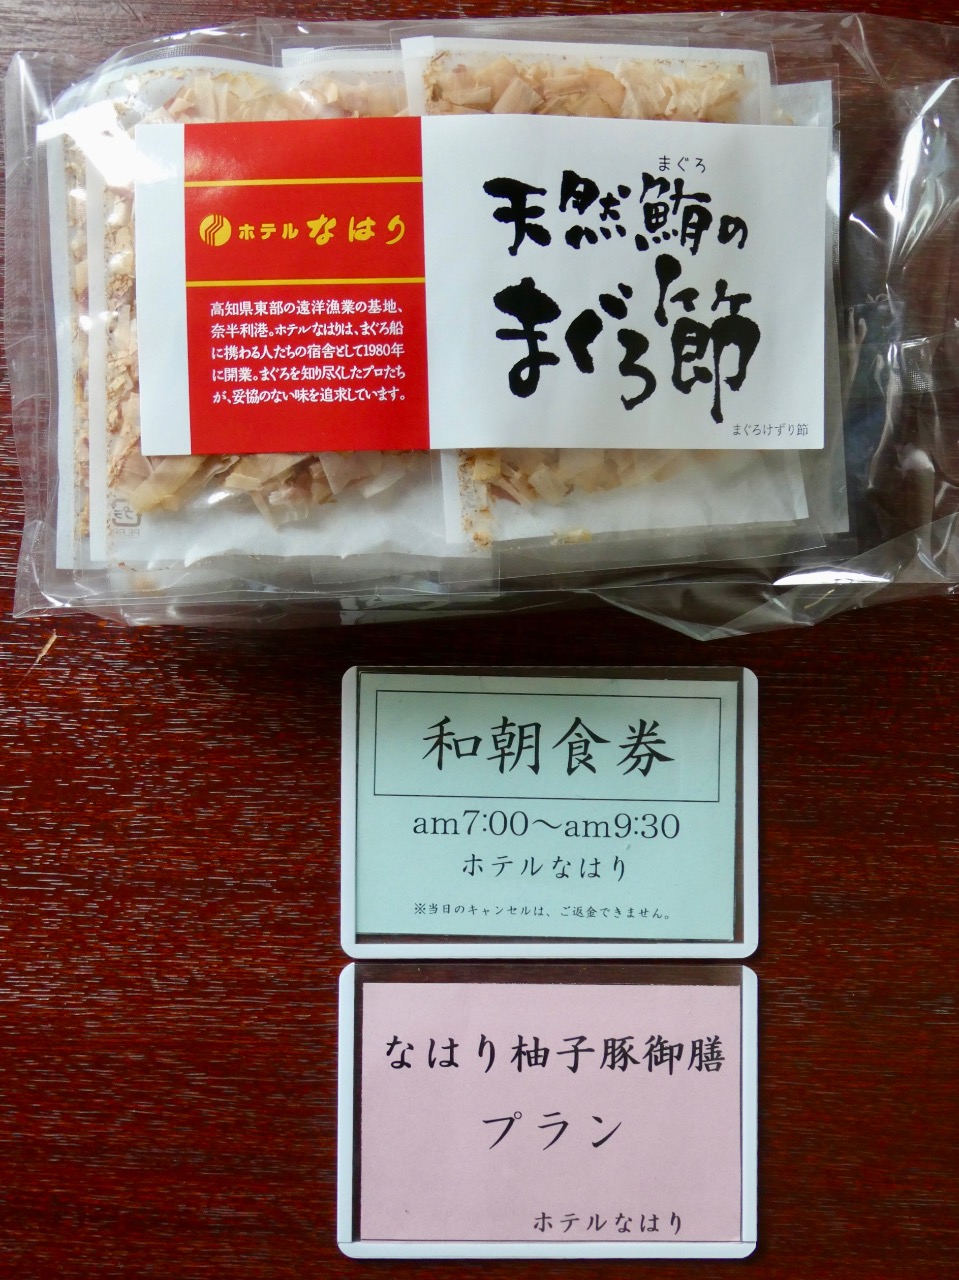 ホテルなはり
高知県東部の遠洋漁業の基地、
奈半利港。ホテルなはりは、まぐろ船
に携わる人たちの宿舎として1980年
に開業。まぐろを知り尽くしたプロたち
が、妥協のない味を追求しています。
まぐろ
天然鮪の
まぐろ節
まぐろけずり節
和朝食券
am7:00〜am9:30
ホテルなはり
※当日のキャンセルは、ご返金できません。
なはり柚子豚御膳
プラン
ホテルなはり